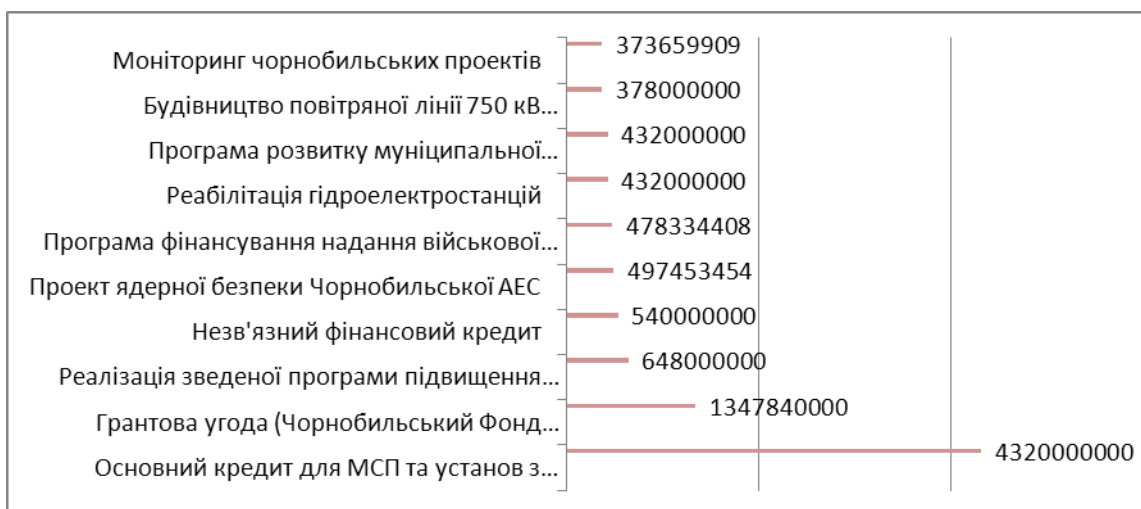 Моніторинг чорнобильських проектів 373659909
Будівництво повітряної лінії 750 кВ... 378000000
Програма розвитку муніципальної... 432000000
Реабілітація гідроелектростанцій 432000000
Програма фінансування надання військової... 478334408
Проект ядерної безпеки Чорнобильської АЕС 497453454
Незв'язний фінансовий кредит 540000000
Реалізація зведеної програми підвищення... 648000000
Грантова угода (Чорнобильський Фонд... 1347840000
Основний кредит для МСП та установ з... 4320000000